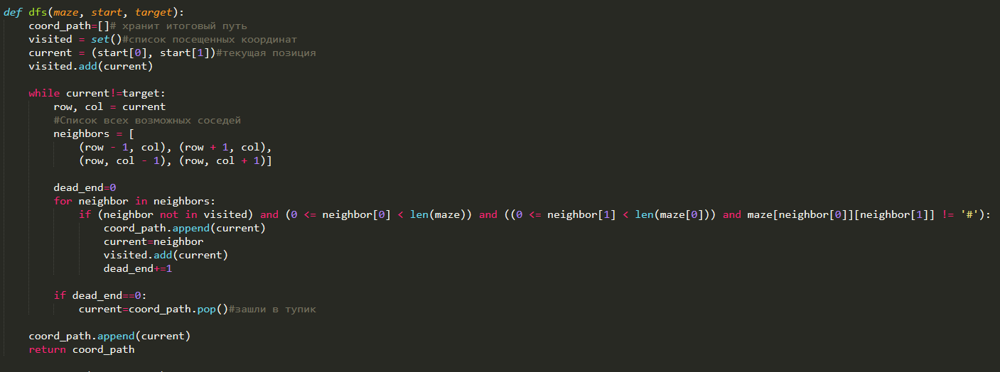 def dfs(maze, start, target):
    coord_path=[]# хранит итоговый путь
    visited = set()#список посещенных координат
    current = (start[0], start[1])#текущая позиция
    visited.add(current)

    while current!=target:
        row, col = current
        #Список всех возможных соседей
        neighbors = [
            (row - 1, col), (row + 1, col),
            (row, col - 1), (row, col + 1)]

        dead_end=0
        for neighbor in neighbors:
            if (neighbor not in visited) and (0 <= neighbor[0] < len(maze)) and ((0 <= neighbor[1] < len(maze[0])) and maze[neighbor[0]][neighbor[1]] != '#'):
                coord_path.append(current)
                current=neighbor
                visited.add(current)
                dead_end+=1

        if dead_end==0:
            current=coord_path.pop()#зашли в тупик

    coord_path.append(current)
    return coord_path